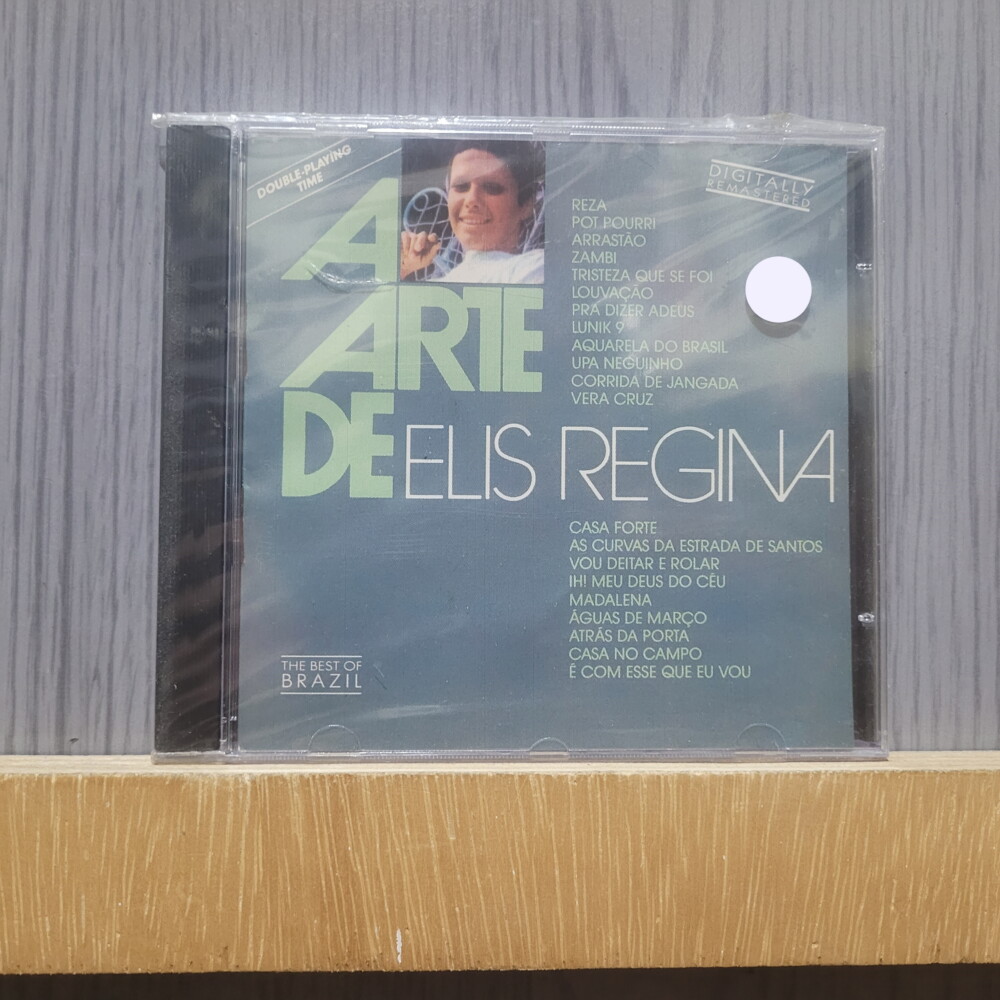 DOUBLE-PLAYING
TIME
A
ARTE
DE ELIS REGINA
DIGITALLY
REMASTERED
REZA
POT POURRI
ARRASTÃO
ZAMBI
TRISTEZA QUE SE FOI
LOUVAÇÃO
PRA DIZER ADEUS
LUNIK 9
AQUARELA DO BRASIL
UPA NEGUINHO
CORRIDA DE JANGADA
VERA CRUZ
CASA FORTE
AS CURVAS DA ESTRADA DE SANTOS
VOU DEITAR E ROLAR
IH! MEU DEUS DO CÉU
MADALENA
ÁGUAS DE MARÇO
ATRÁS DA PORTA
CASA NO CAMPO
É COM ESSE QUE EU VOU
THE BEST OF
BRAZIL